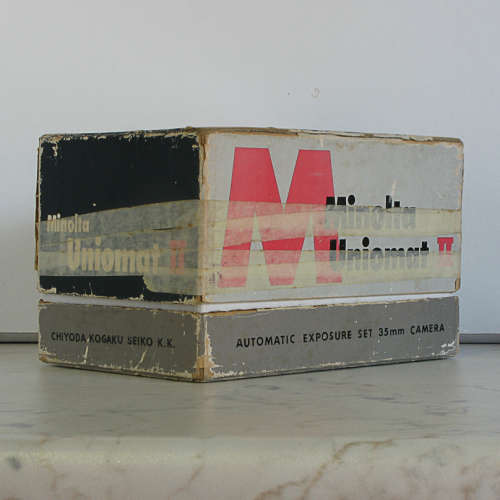 Minolta
Uniomat II
CHIYODA KOGAKU SEIKO K.K.
M
Minolta
Uniomat II
AUTOMATIC EXPOSURE SET 35mm CAMERA